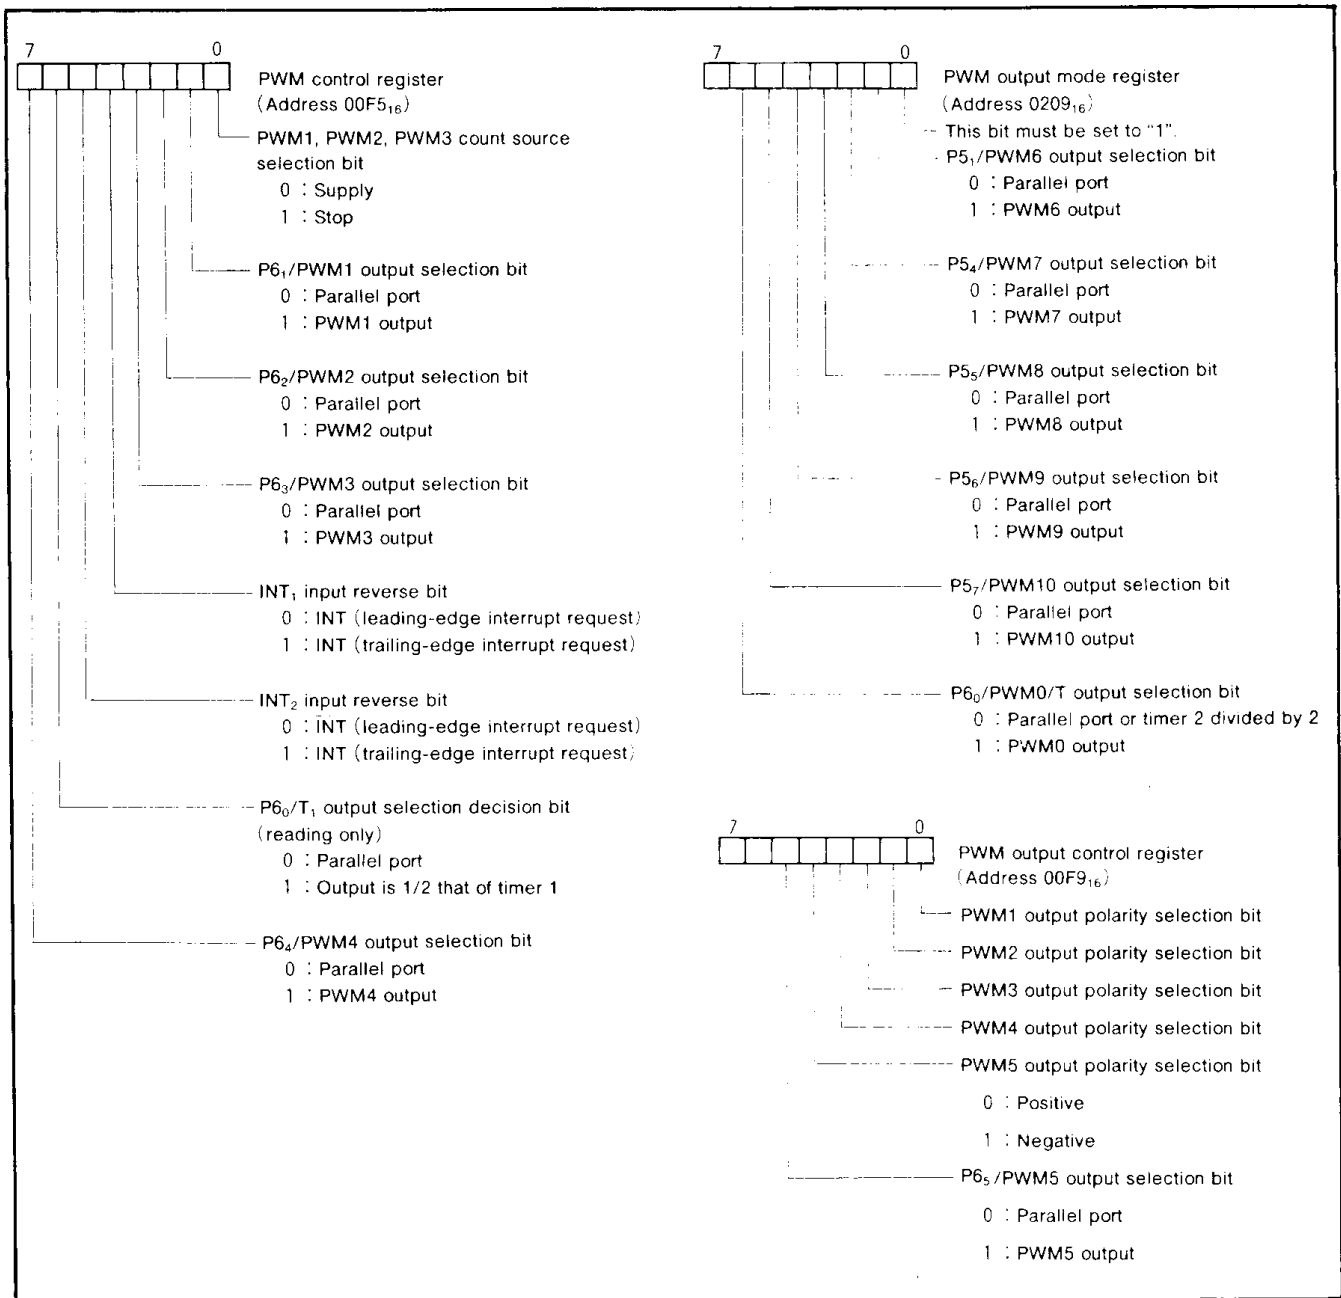 7 0
PWM control register
(Address 00F5₁₆)
PWM1, PWM2, PWM3 count source
selection bit
0 : Supply
1 : Stop
P6₁/PWM1 output selection bit
0 : Parallel port
1 : PWM1 output
P6₂/PWM2 output selection bit
0 : Parallel port
1 : PWM2 output
P6₃/PWM3 output selection bit
0 : Parallel port
1 : PWM3 output
INT₁ input reverse bit
0 : INT (leading-edge interrupt request)
1 : INT (trailing-edge interrupt request)
INT₂ input reverse bit
0 : INT (leading-edge interrupt request)
1 : INT (trailing-edge interrupt request)
P6₀/T₁ output selection decision bit
(reading only)
0 : Parallel port
1 : Output is 1/2 that of timer 1
P6₄/PWM4 output selection bit
0 : Parallel port
1 : PWM4 output
7 0
PWM output mode register
(Address 0209₁₆)
This bit must be set to "1".
P5₁/PWM6 output selection bit
0 : Parallel port
1 : PWM6 output
P5₄/PWM7 output selection bit
0 : Parallel port
1 : PWM7 output
P5₅/PWM8 output selection bit
0 : Parallel port
1 : PWM8 output
P5₆/PWM9 output selection bit
0 : Parallel port
1 : PWM9 output
P5₇/PWM10 output selection bit
0 : Parallel port
1 : PWM10 output
P6₀/PWM0/T output selection bit
0 : Parallel port or timer 2 divided by 2
1 : PWM0 output
7 0
PWM output control register
(Address 00F9₁₆)
PWM1 output polarity selection bit
PWM2 output polarity selection bit
PWM3 output polarity selection bit
PWM4 output polarity selection bit
PWM5 output polarity selection bit
0 : Positive
1 : Negative
P6₅/PWM5 output selection bit
0 : Parallel port
1 : PWM5 output